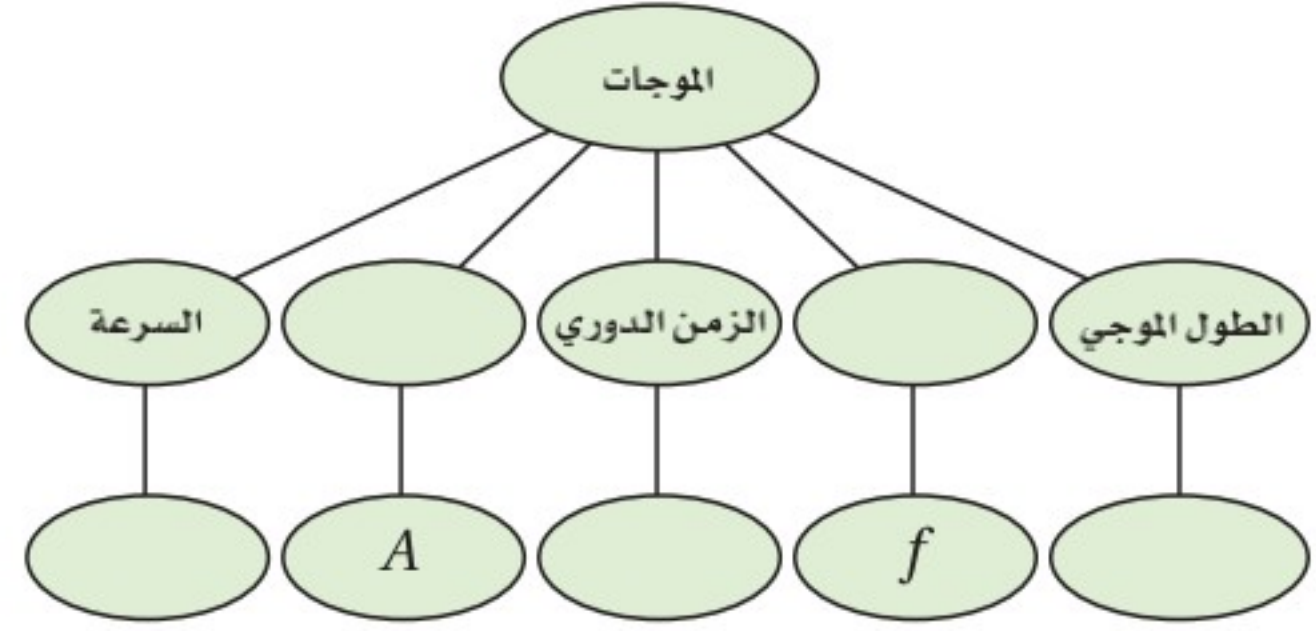 الموجات
الطول الموجي
الزمن الدوري
السرعة
f
A